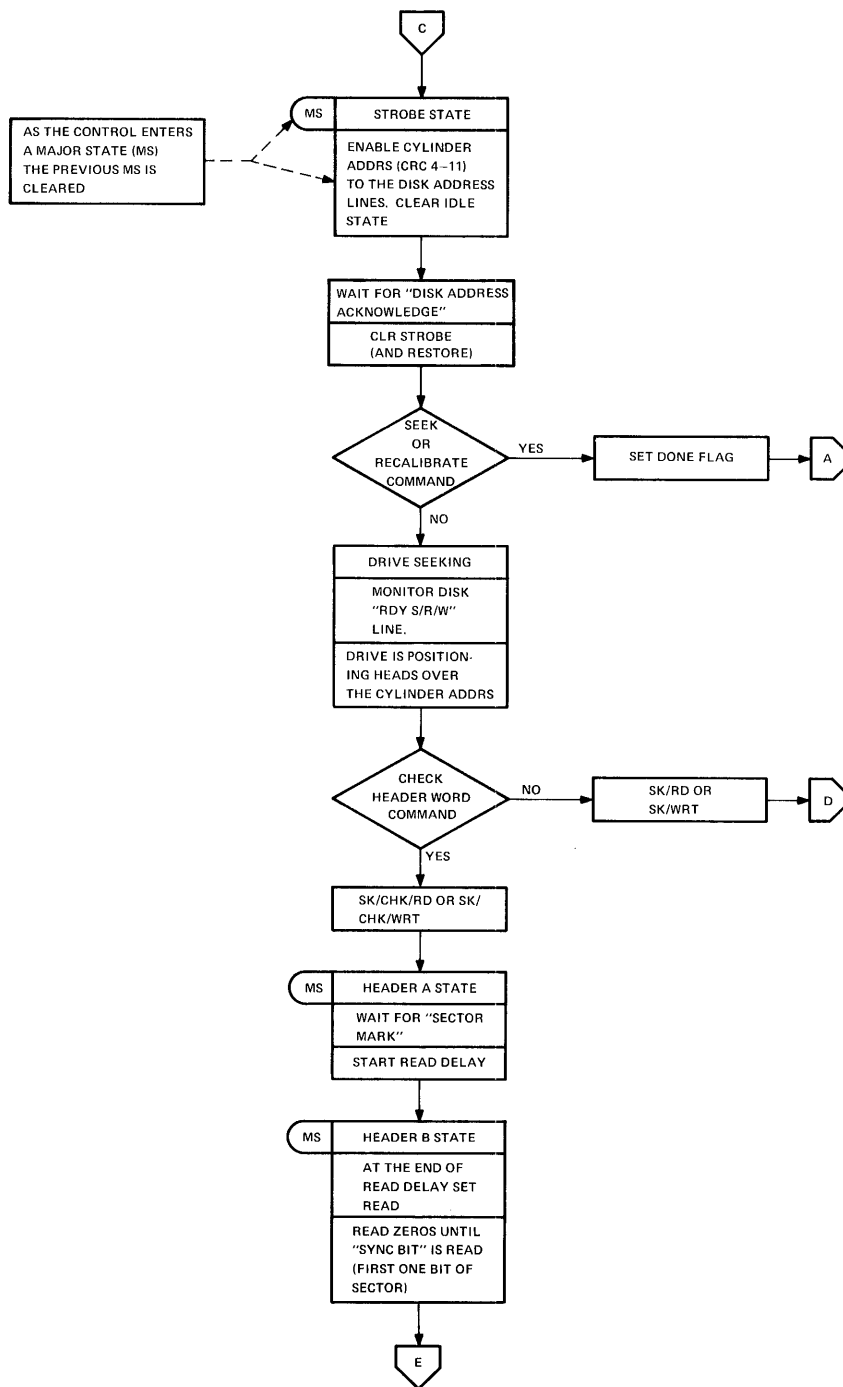 C
MS
STROBE STATE
AS THE CONTROL ENTERS
A MAJOR STATE (MS)
THE PREVIOUS MS IS
CLEARED
ENABLE CYLINDER
ADDRS (CRC 4-11)
TO THE DISK ADDRESS
LINES. CLEAR IDLE
STATE
WAIT FOR "DISK ADDRESS
ACKNOWLEDGE"
CLR STROBE
(AND RESTORE)
SEEK
OR
RECALIBRATE
COMMAND
YES
SET DONE FLAG
A
NO
DRIVE SEEKING
MONITOR DISK
"RDY S/R/W"
LINE.
DRIVE IS POSITION-
ING HEADS OVER
THE CYLINDER ADDRS
CHECK
HEADER WORD
COMMAND
NO
SK/RD OR
SK/WRT
D
YES
SK/CHK/RD OR SK/
CHK/WRT
MS
HEADER A STATE
WAIT FOR "SECTOR
MARK"
START READ DELAY
MS
HEADER B STATE
AT THE END OF
READ DELAY SET
READ
READ ZEROS UNTIL
"SYNC BIT" IS READ
(FIRST ONE BIT OF
SECTOR)
E